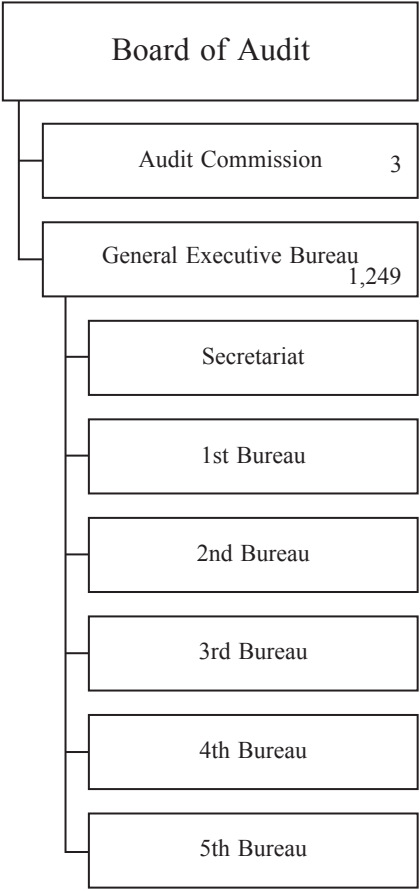 Board of Audit
Audit Commission 3
General Executive Bureau
1,249
Secretariat
1st Bureau
2nd Bureau
3rd Bureau
4th Bureau
5th Bureau